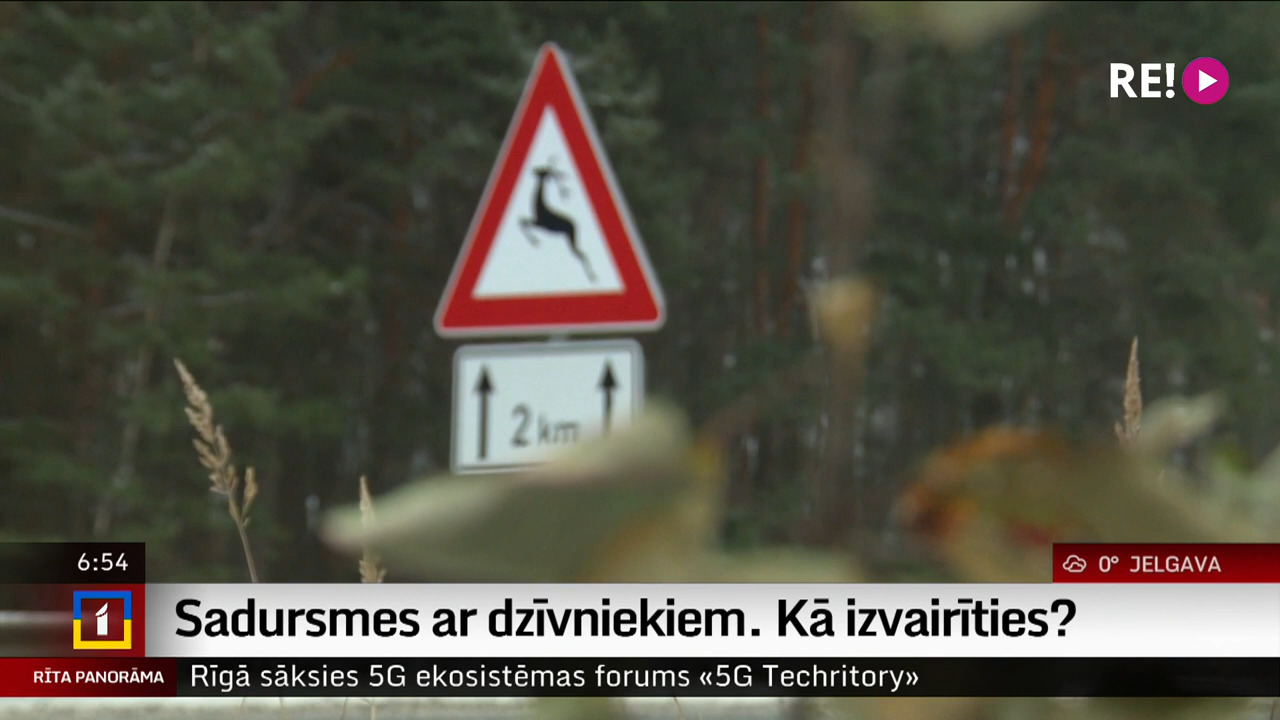 RE!
2 km
6:54
0° JELGAVA
1
Sadursmes ar dzīvniekiem. Kā izvairīties?
RĪTA PANORĀMA
Rīgā sāksies 5G ekosistēmas forums «5G Techritory»